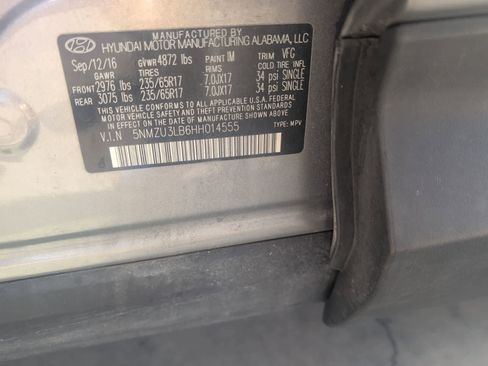 MANUFACTURED BY
HYUNDAI MOTOR MANUFACTURING ALABAMA, LLC
Sep/12/16 GVWR 4872 lbs PAINT IM TRIM VFC
GAWR TIRES RIMS COLD TIRE INFL
FRONT 2976 lbs 235/65R17 7.0JX17 34 psi SINGLE
REAR 3075 lbs 235/65R17 7.0JX17 34 psi SINGLE
THIS VEHICLE CONFORMS TO ALL APPLICABLE U.S.A FEDERAL
MOTOR VEHICLE SAFETY AND THEFT PREVENTION STANDARDS
IN EFFECT ON THE DATE OF MANUFACTURE SHOWN ABOVE.
V.I.N 5NMZU3LB6HH014555 TYPE: MPV